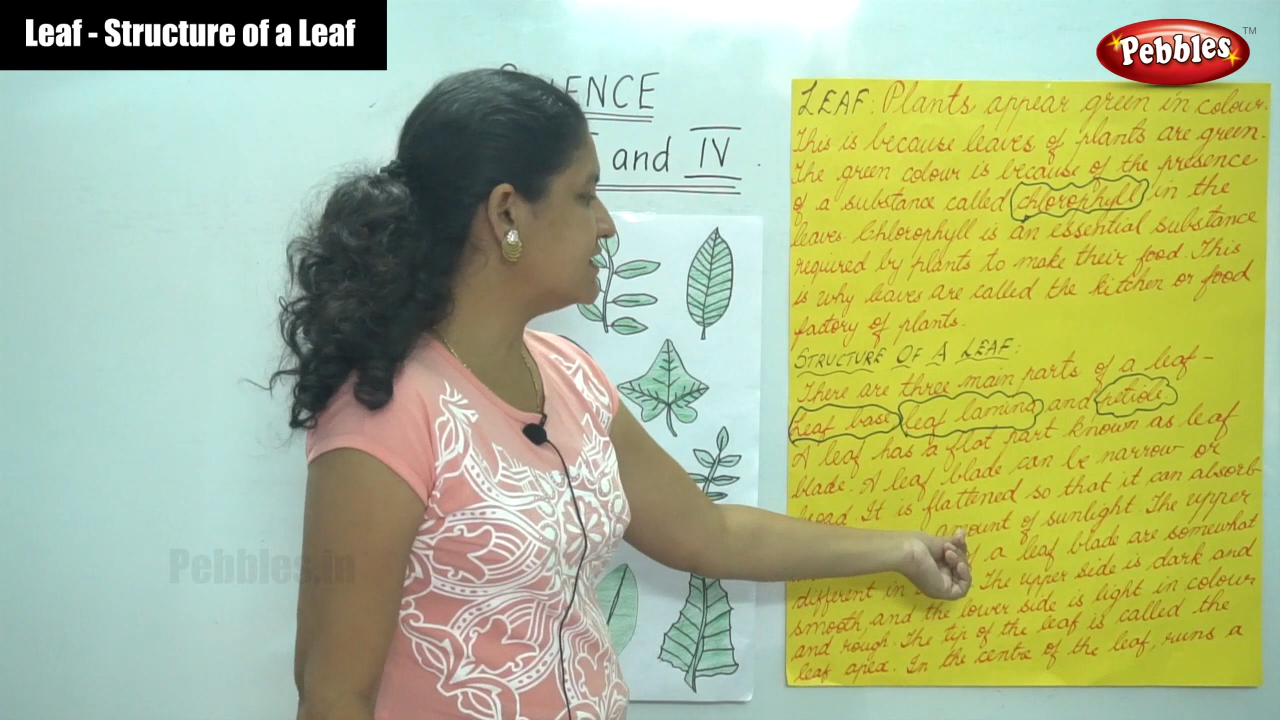 Leaf - Structure of a Leaf
Pebbles
TM
ENCE
and IV
LEAF: Plants appear green in colour.
This is because leaves of plants are green.
The green colour is because of the presence
of a substance called chlorophyll in the
leaves. Chlorophyll is an essential substance
required by plants to make their food. This
is why leaves are called the kitchen or food
factory of plants.
STRUCTURE OF A LEAF:
There are three main parts of a leaf -
Leaf base leaf lamina and petiole.
A leaf has a flat part known as leaf
blade. A leaf blade can be narrow or
broad. It is flattened so that it can absorb
amount of sunlight. The upper
a leaf blade are somewhat
different in The upper side is dark and
smooth, and the lower side is light in colour
and rough. The tip of the leaf is called the
leaf apex. In the centre of the leaf, runs a
Pebbles.in